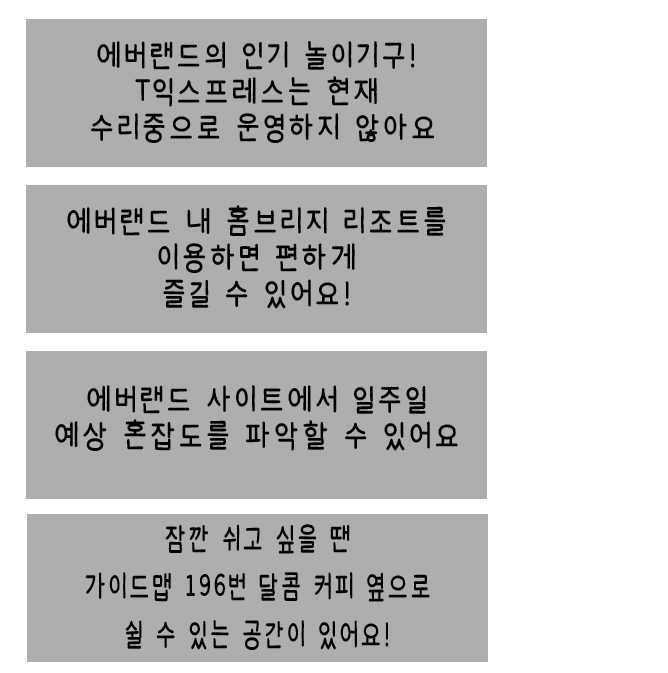 에버랜드의 인기 놀이기구!
T익스프레스는 현재
수리중으로 운영하지 않아요
에버랜드 내 홈브리지 리조트를
이용하면 편하게
즐길 수 있어요!
에버랜드 사이트에서 일주일
예상 혼잡도를 파악할 수 있어요
잠깐 쉬고 싶을 땐
가이드맵 196번 달콤 커피 옆으로
쉴 수 있는 공간이 있어요!